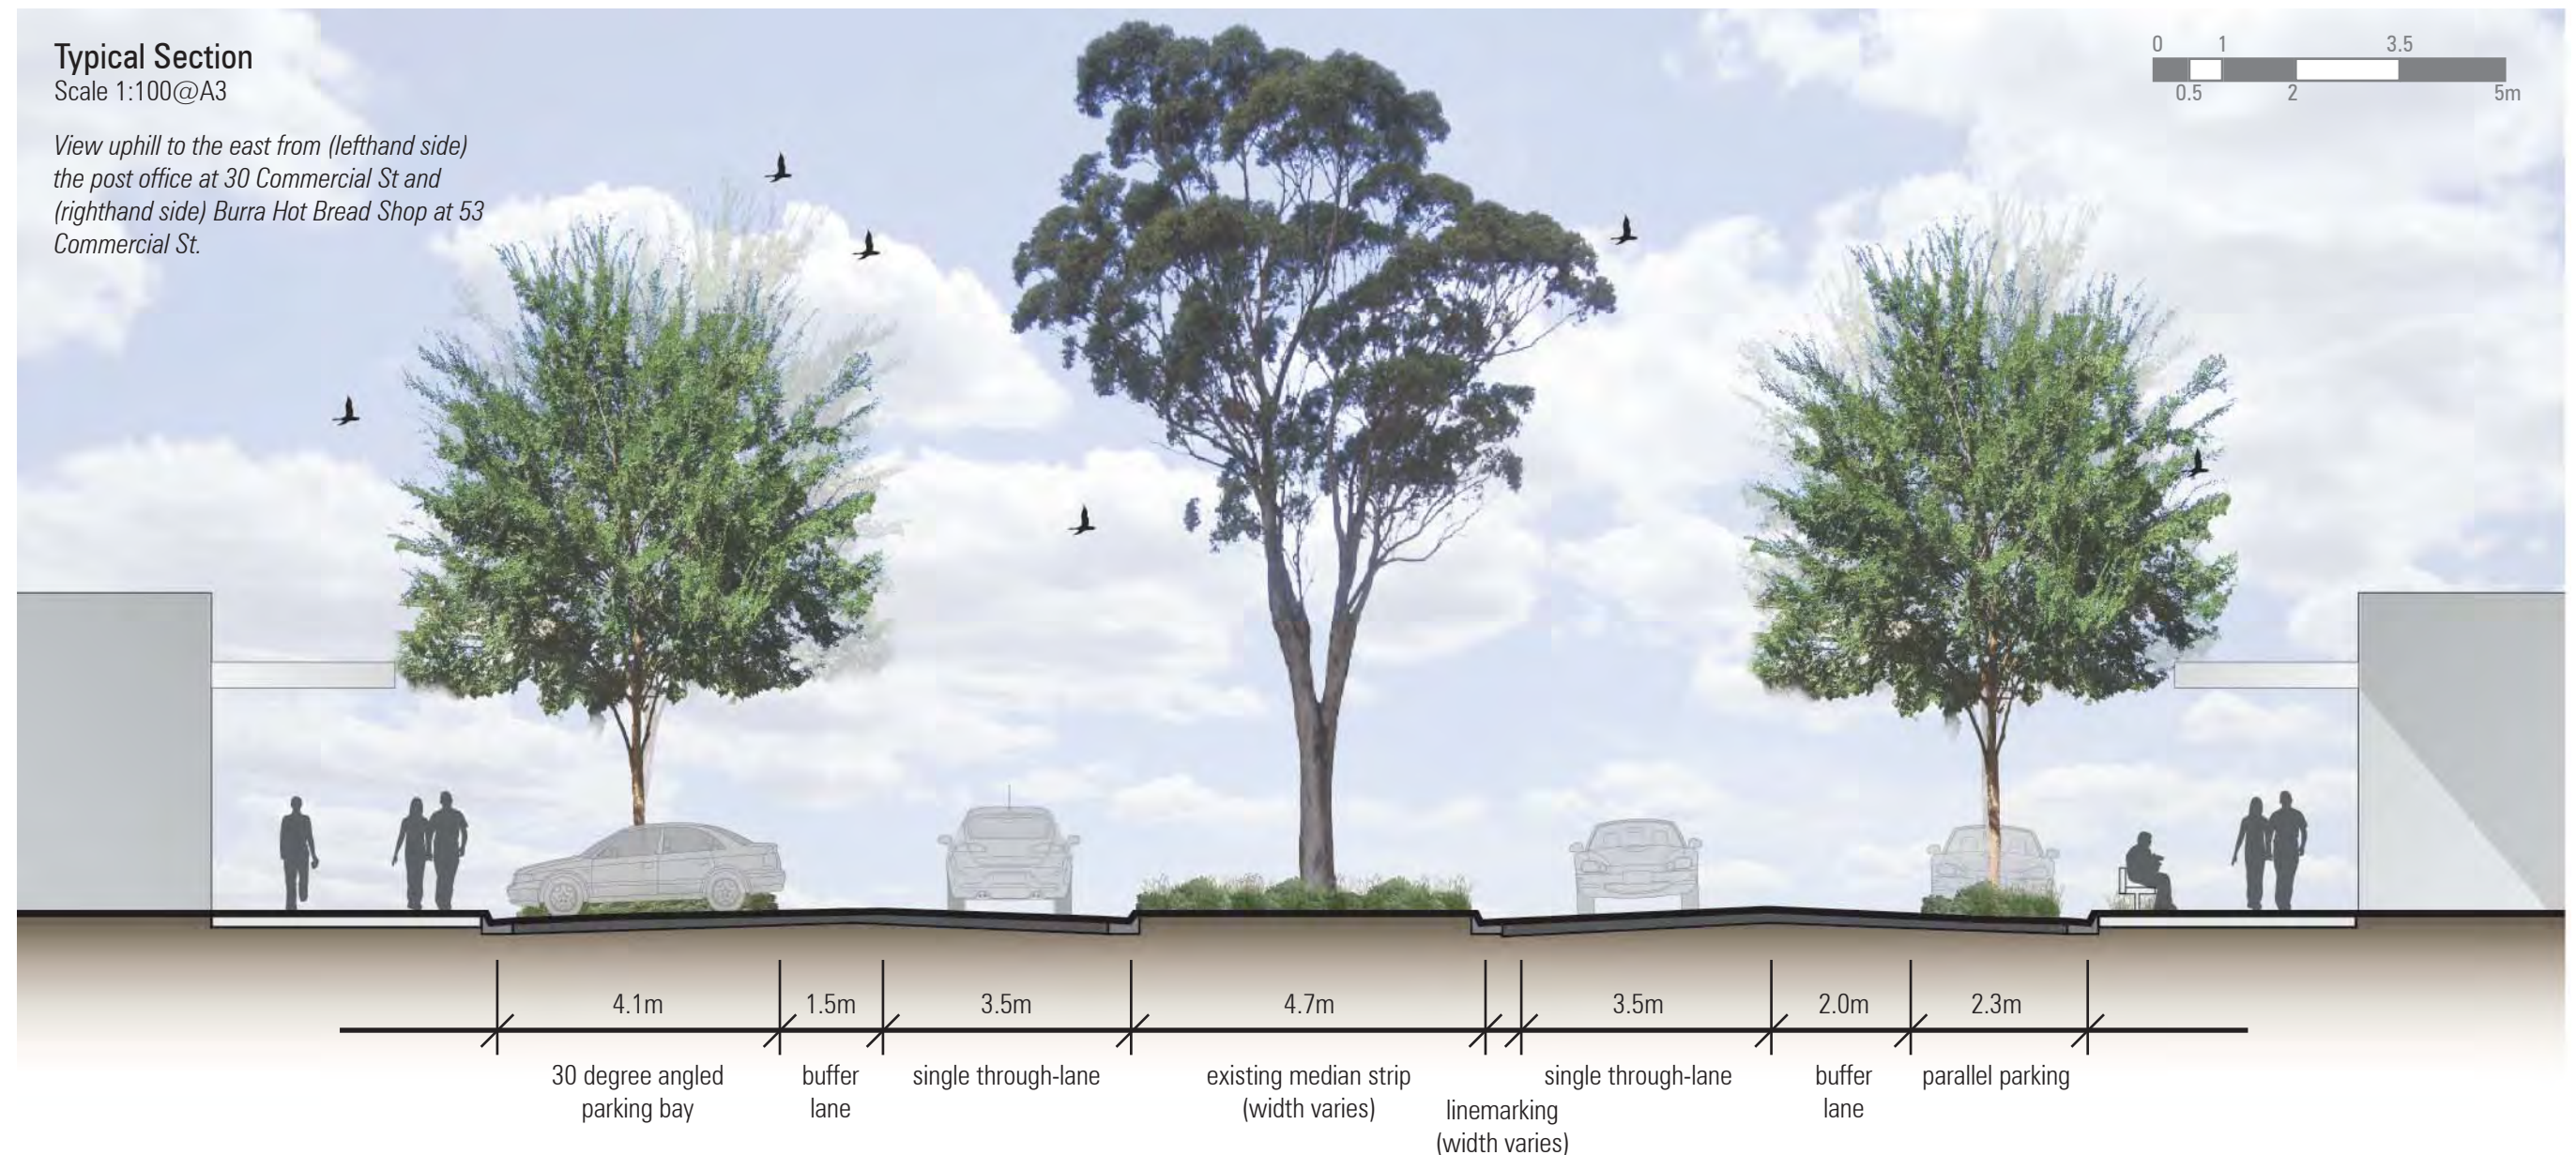 Typical Section
Scale 1:100@A3
View uphill to the east from (lefthand side)
the post office at 30 Commercial St and
(righthand side) Burra Hot Bread Shop at 53
Commercial St.
0 1 3.5
0.5 2 5m
4.1m 1.5m 3.5m 4.7m 3.5m 2.0m 2.3m
30 degree angled
parking bay
buffer
lane
single through-lane
existing median strip
(width varies)
linemarking
(width varies)
single through-lane
buffer
lane
parallel parking